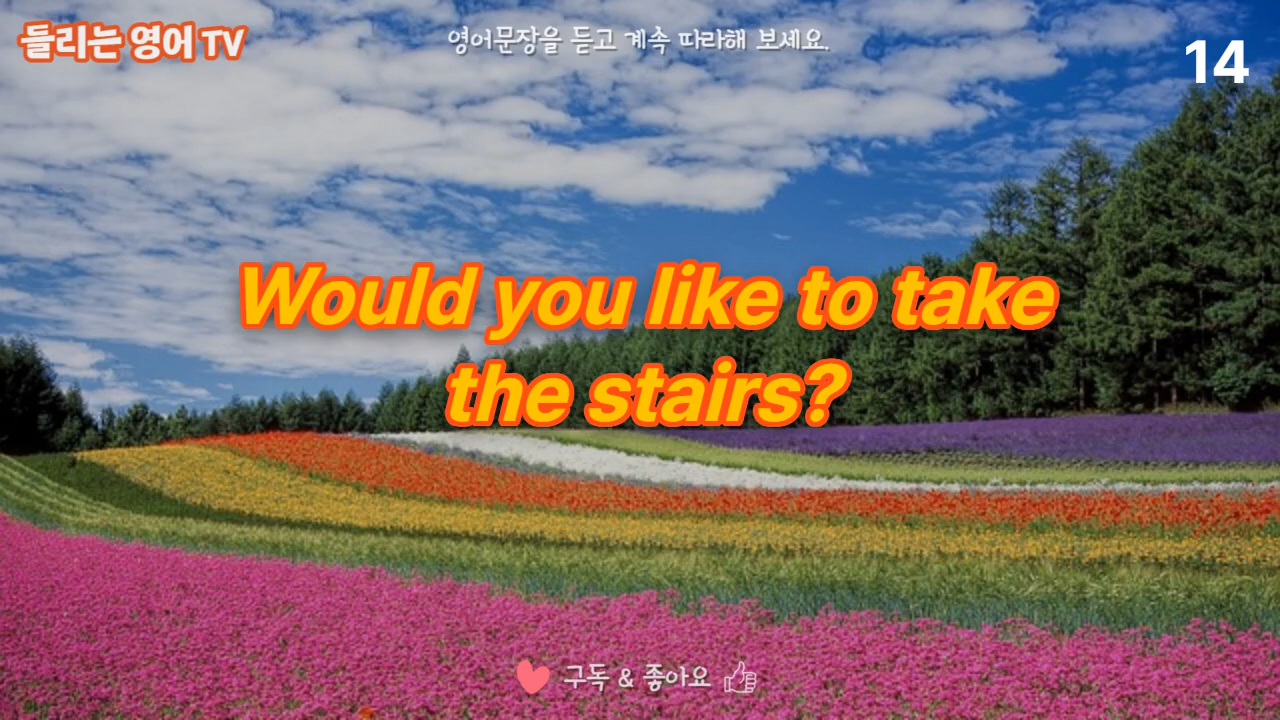 들리는 영어 TV
영어문장을 듣고 계속 따라해 보세요.
14
Would you like to take
the stairs?
구독 & 좋아요